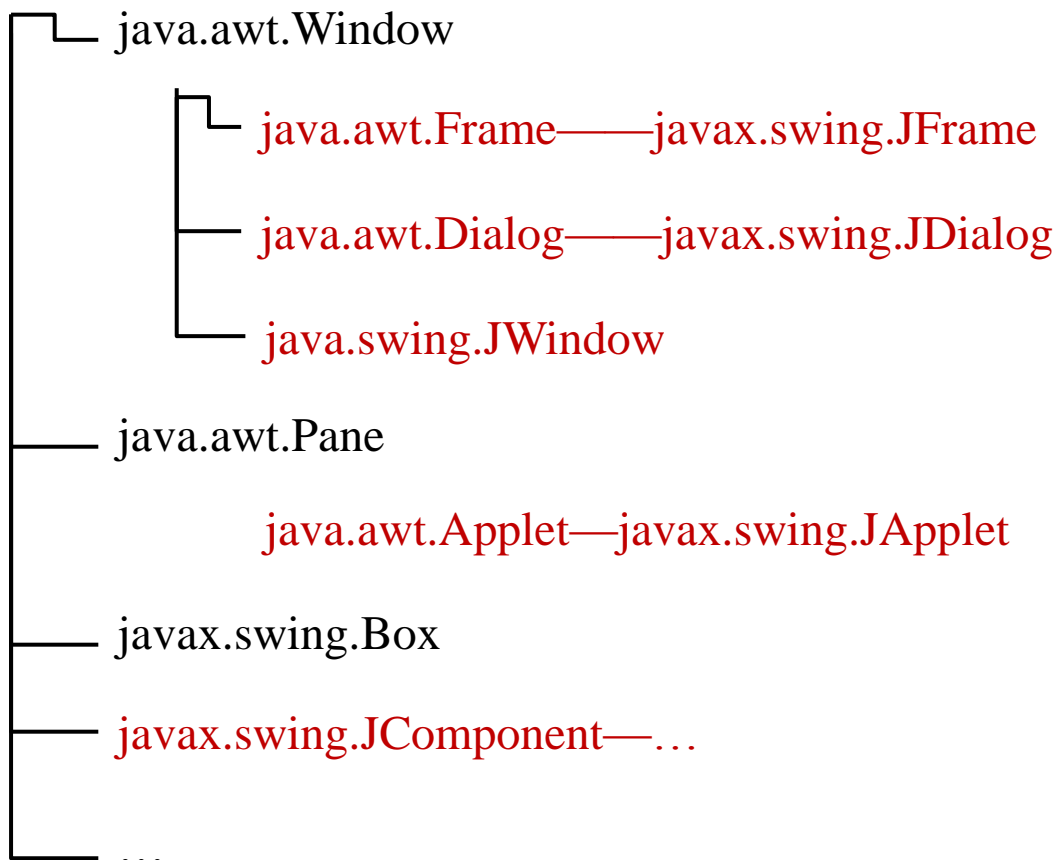 java.awt.Window
java.awt.Frame——javax.swing.JFrame
java.awt.Dialog——javax.swing.JDialog
java.swing.JWindow
java.awt.Pane
java.awt.Applet—javax.swing.JApplet
javax.swing.Box
javax.swing.JComponent—…
…